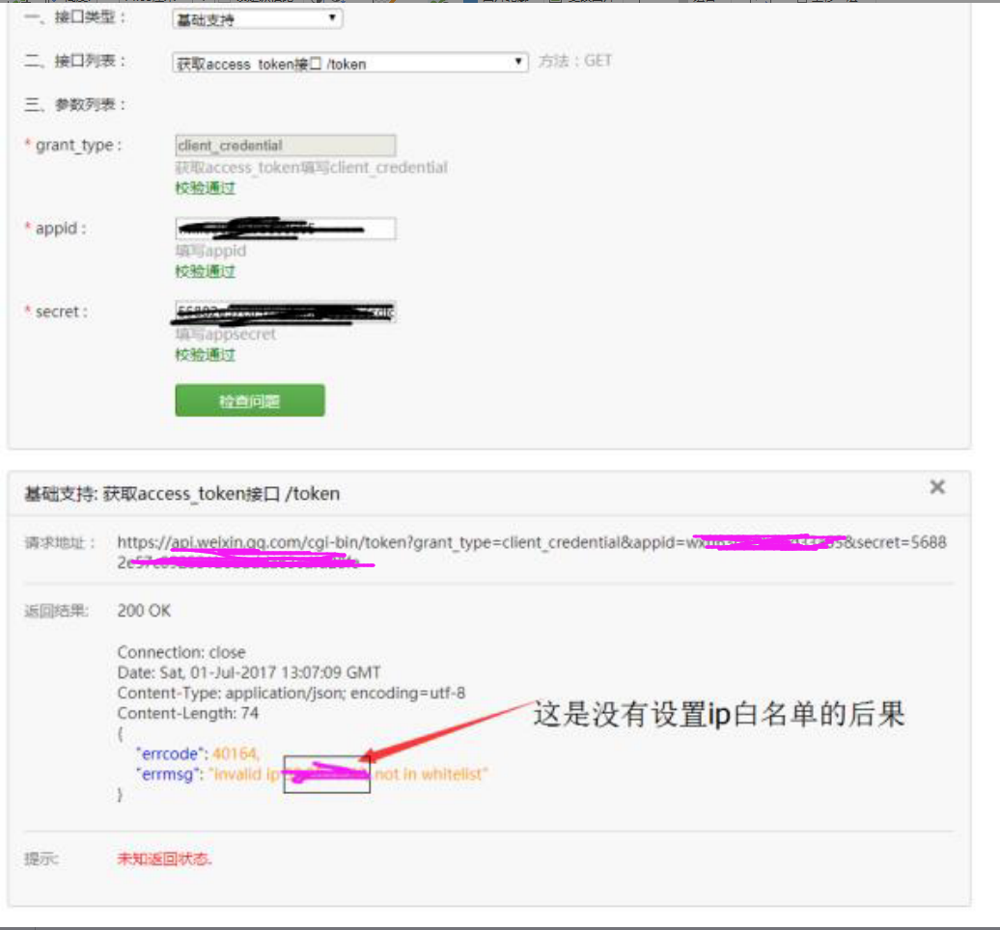 一、接口类型： 基础支持
二、接口列表： 获取access_token接口 /token 方法：GET
三、参数列表：
* grant_type : client_credential
获取access_token填写client_credential
校验通过
* appid :
填写appid
校验通过
* secret :
填写appsecret
校验通过
检查问题
基础支持: 获取access_token接口 /token
请求地址： https://api.weixin.qq.com/cgi-bin/token?grant_type=client_credential&appid=wx &secret=5688
返回结果: 200 OK
Connection: close
Date: Sat, 01-Jul-2017 13:07:09 GMT
Content-Type: application/json; encoding=utf-8
Content-Length: 74
这是没有设置ip白名单的后果
{
"errcode": 40164,
"errmsg": "invalid ip not in whitelist"
}
提示: 未知返回状态.